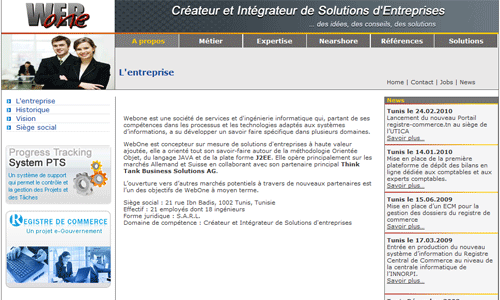 WEB
one
Créateur et Intégrateur de Solutions d'Entreprises
... des idées, des conseils, des solutions
A propos
Métier
Expertise
Nearshore
Références
Solutions
L'entreprise
Home | Contact | Jobs | News
L'entreprise
Historique
Vision
Siège social
Progress Tracking
System PTS
Un système de support
qui permet le contrôle et
la gestion des Projets et
des Tâches
REGISTRE DE COMMERCE
Un projet e-Gouvernement
Webone est une société de services et d'ingénieie informatique qui, partant de ses
compétences dans les processus et les technologies adaptés aux systèmes
d'informations, a su développer un savoir faire spécifique dans plusieurs domaines.
WebOne est concepteur sur mesure de solutions d'entreprises à haute valeur
ajoutée, elle a orienté tout son savoir-faire autour de la méthodologie Orientée
Objet, du langage JAVA et de la plate forme J2EE. Elle opère principalement sur les
marchés Allemand et Suisse en collaboration avec son partenaire principal Think
Tank Business Solutions AG.
L'ouverture vers d'autres marchés potentiels à travers de nouveaux partenaires est
l'un des objectifs de WebOne à moyen terme.
Siège social : 21 rue Ibn Badis, 1002 Tunis, Tunisie
Effectif : 21 employés dont 18 ingénieurs
Forme juridique : S.A.R.L.
Domaine de compétence : Créateur et Intégrateur de Solutions d'entreprises
News
Tunis le 24.02.2010
Lancement du nouveau Portail
registre-commerce.tn au siège de
l'UTICA
Savoir plus...
Tunis le 14.01.2010
Mise en place de la première
plateforme de dépôt des bilans en
ligne dédiée aux comptables et aux
experts comptables.
Savoir plus...
Tunis le 15.06.2009
Mise en place d'un ECM pour la
gestion des dossiers du registre de
commerce
Savoir plus...
Tunis le 17.03.2009
Entrée en production du nouveau
système d'information du Registre
Central de Commerce au niveau de
la centrale informatique de
l'INNORPI.
Savoir plus...